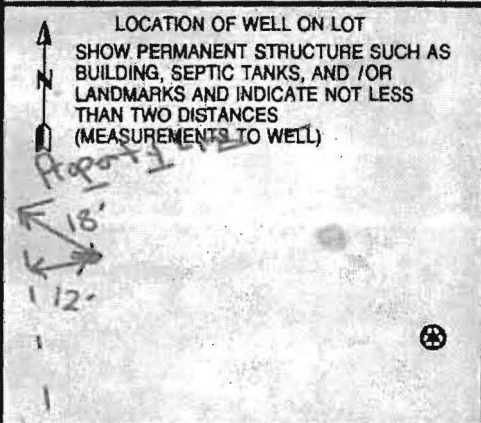 LOCATION OF WELL ON LOT
SHOW PERMANENT STRUCTURE SUCH AS
BUILDING, SEPTIC TANKS, AND /OR
LANDMARKS AND INDICATE NOT LESS
THAN TWO DISTANCES
(MEASUREMENTS TO WELL)
N
Property
18'
12'